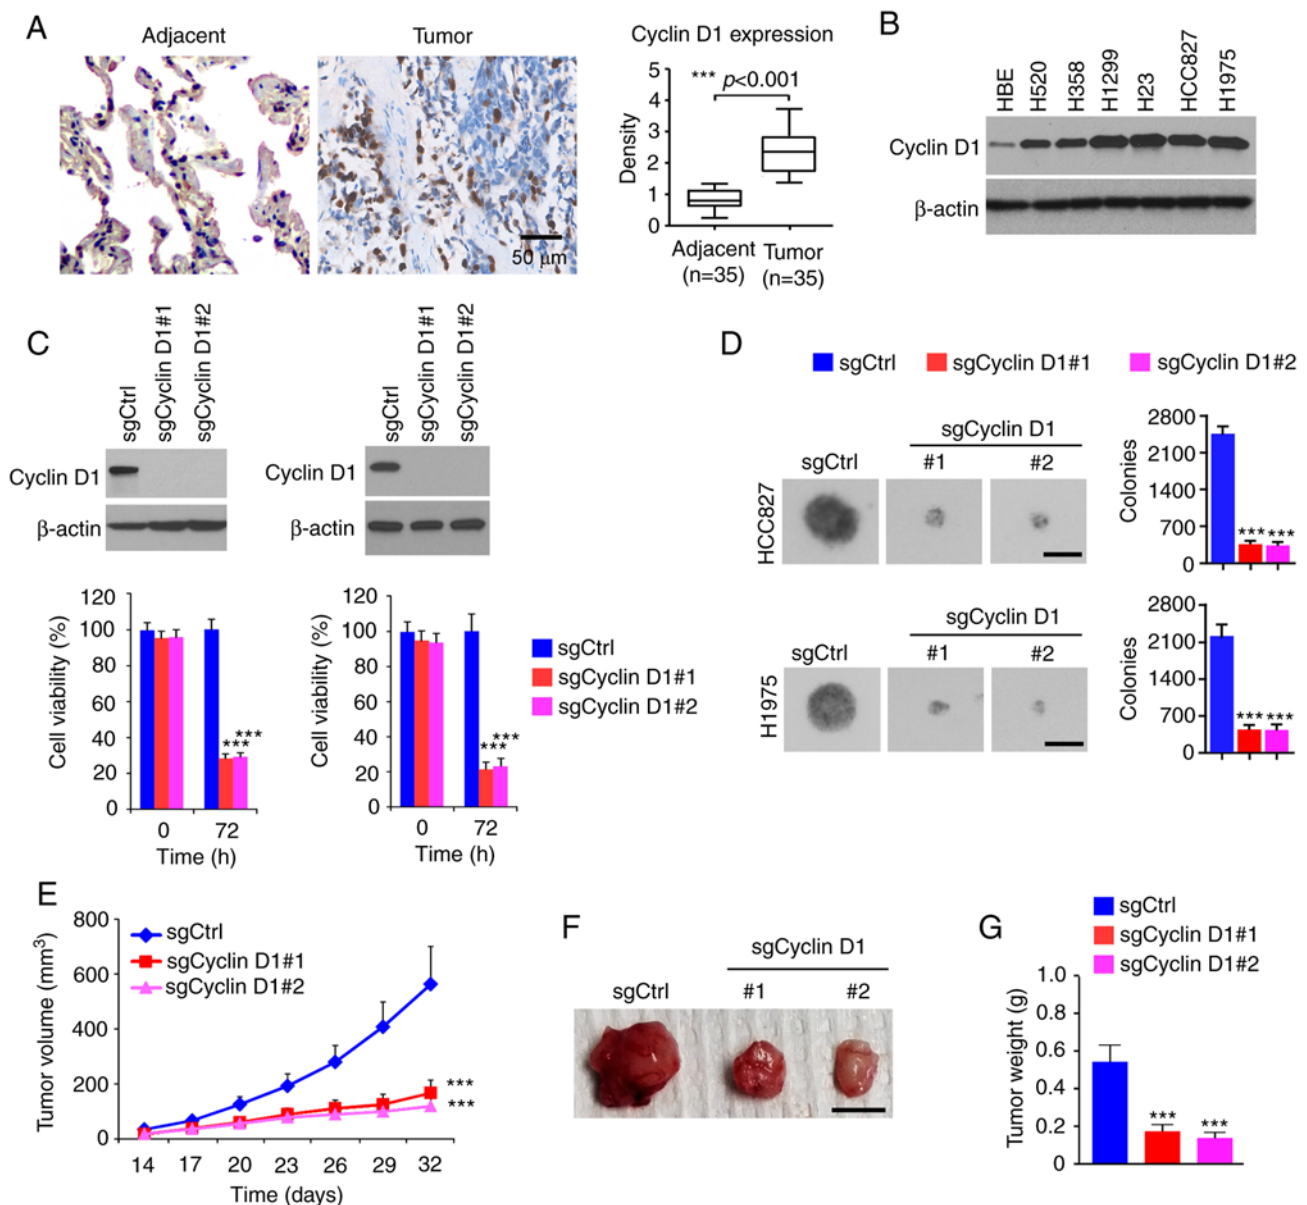 A
Adjacent
Tumor
50 µm
Cyclin D1 expression
*** p<0.001
Density
5
4
3
2
1
0
Adjacent
(n=35)
Tumor
(n=35)
B
HBE
H520
H358
H1299
H23
HCC827
H1975
Cyclin D1
β-actin
C
sgCtrl
sgCyclin D1#1
sgCyclin D1#2
Cyclin D1
β-actin
sgCtrl
sgCyclin D1#1
sgCyclin D1#2
Cyclin D1
β-actin
Cell viability (%)
120
100
80
60
40
20
0
*** ***
0 72
Time (h)
Cell viability (%)
120
100
80
60
40
20
0
*** ***
0 72
Time (h)
sgCtrl
sgCyclin D1#1
sgCyclin D1#2
D
sgCtrl sgCyclin D1#1 sgCyclin D1#2
sgCyclin D1
sgCtrl #1 #2
HCC827
Colonies
2800
2100
1400
700
0
*** ***
sgCyclin D1
sgCtrl #1 #2
H1975
Colonies
2800
2100
1400
700
0
*** ***
E
Tumor volume (mm³)
800
600
400
200
0
sgCtrl
sgCyclin D1#1
sgCyclin D1#2
***
***
14 17 20 23 26 29 32
Time (days)
F
sgCyclin D1
sgCtrl #1 #2
G
sgCtrl
sgCyclin D1#1
sgCyclin D1#2
Tumor weight (g)
1.0
0.6
0.4
0.2
0
*** ***